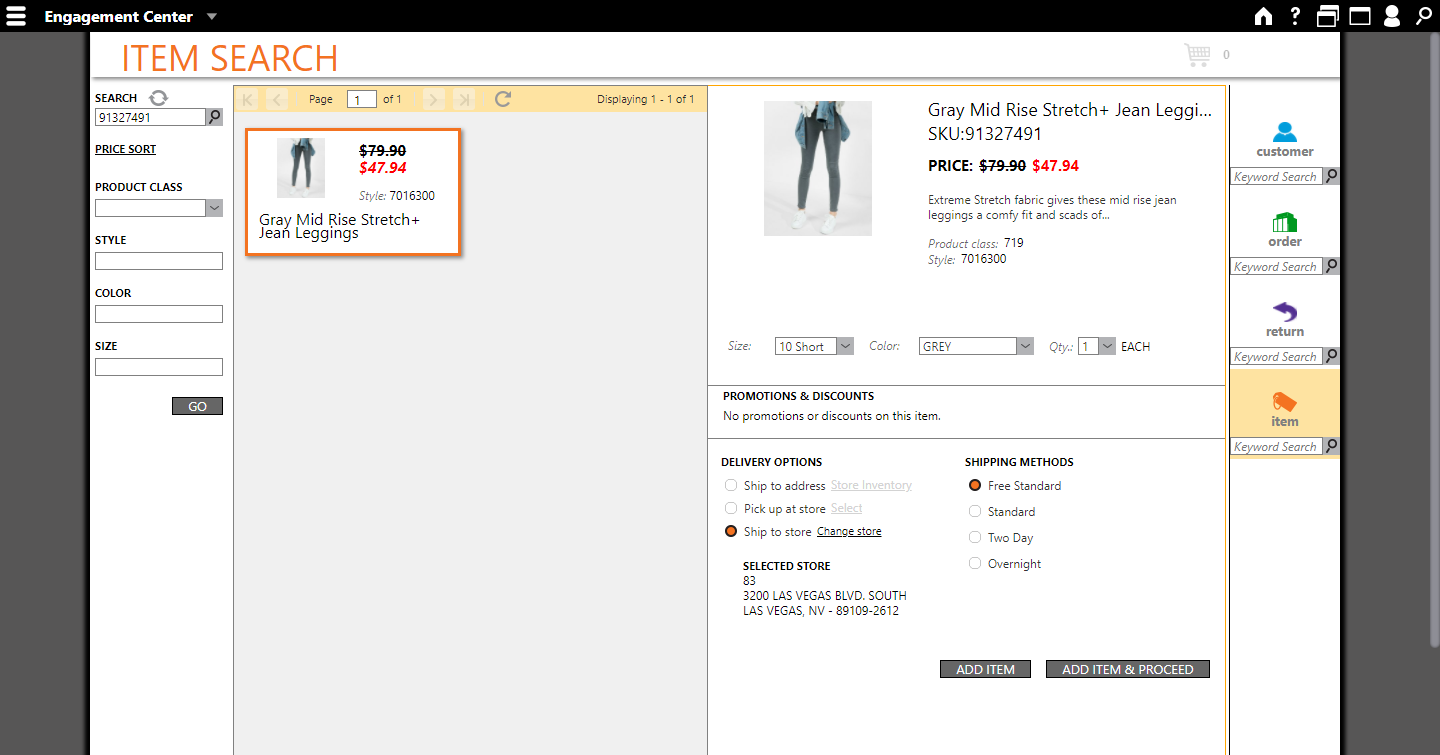 Engagement Center
ITEM SEARCH
0
SEARCH
91327491
PRICE SORT
PRODUCT CLASS
STYLE
COLOR
SIZE
GO
Page 1 of 1
Displaying 1 - 1 of 1
$79.90
$47.94
Style: 7016300
Gray Mid Rise Stretch+
Jean Leggings
Gray Mid Rise Stretch+ Jean Leggi...
SKU:91327491
PRICE: $79.90 $47.94
Extreme Stretch fabric gives these mid rise jean
leggings a comfy fit and scads of...
Product class: 719
Style: 7016300
Size: 10 Short Color: GREY Qty.: 1 EACH
PROMOTIONS & DISCOUNTS
No promotions or discounts on this item.
DELIVERY OPTIONS
Ship to address Store Inventory
Pick up at store Select
Ship to store Change store
SELECTED STORE
83
3200 LAS VEGAS BLVD. SOUTH
LAS VEGAS, NV - 89109-2612
SHIPPING METHODS
Free Standard
Standard
Two Day
Overnight
ADD ITEM
ADD ITEM & PROCEED
customer
Keyword Search
order
Keyword Search
return
Keyword Search
item
Keyword Search